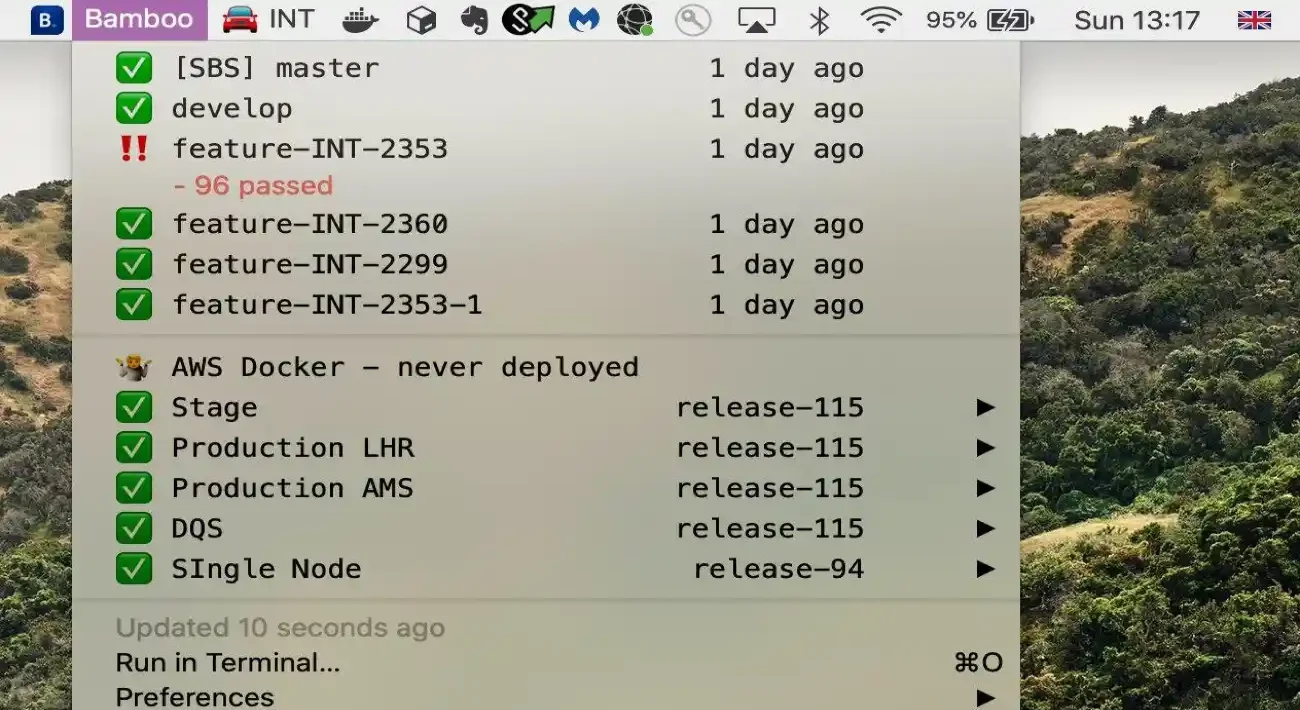 B. Bamboo INT 95% Sun 13:17
[SBS] master 1 day ago
develop 1 day ago
feature-INT-2353 1 day ago
- 96 passed
feature-INT-2360 1 day ago
feature-INT-2299 1 day ago
feature-INT-2353-1 1 day ago
AWS Docker – never deployed
Stage release-115
Production LHR release-115
Production AMS release-115
DQS release-115
SIngle Node release-94
Updated 10 seconds ago
Run in Terminal... ⌘O
Preferences